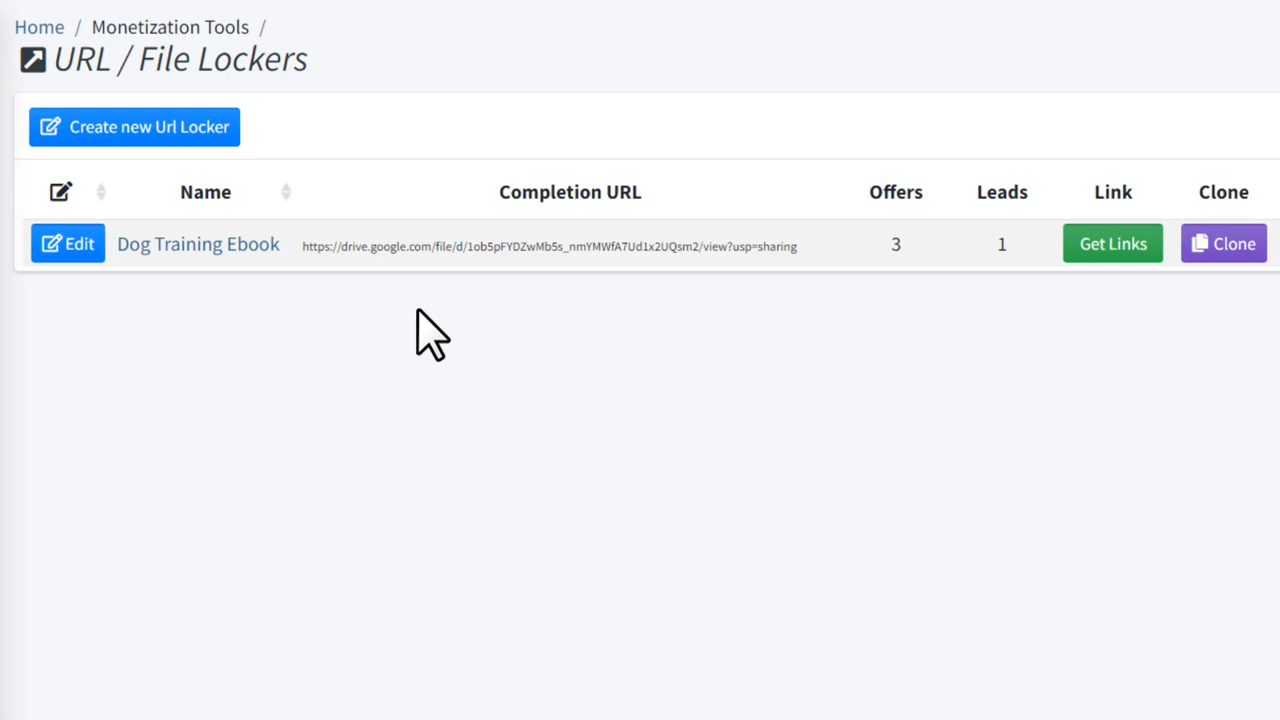 Home / Monetization Tools /
URL / File Lockers
Create new Url Locker
Name Completion URL Offers Leads Link Clone
Edit Dog Training Ebook https://drive.google.com/file/d/1ob5pFYDZwMb5s_nmYMWfA7Ud1x2UQsm2/view?usp=sharing 3 1 Get Links Clone